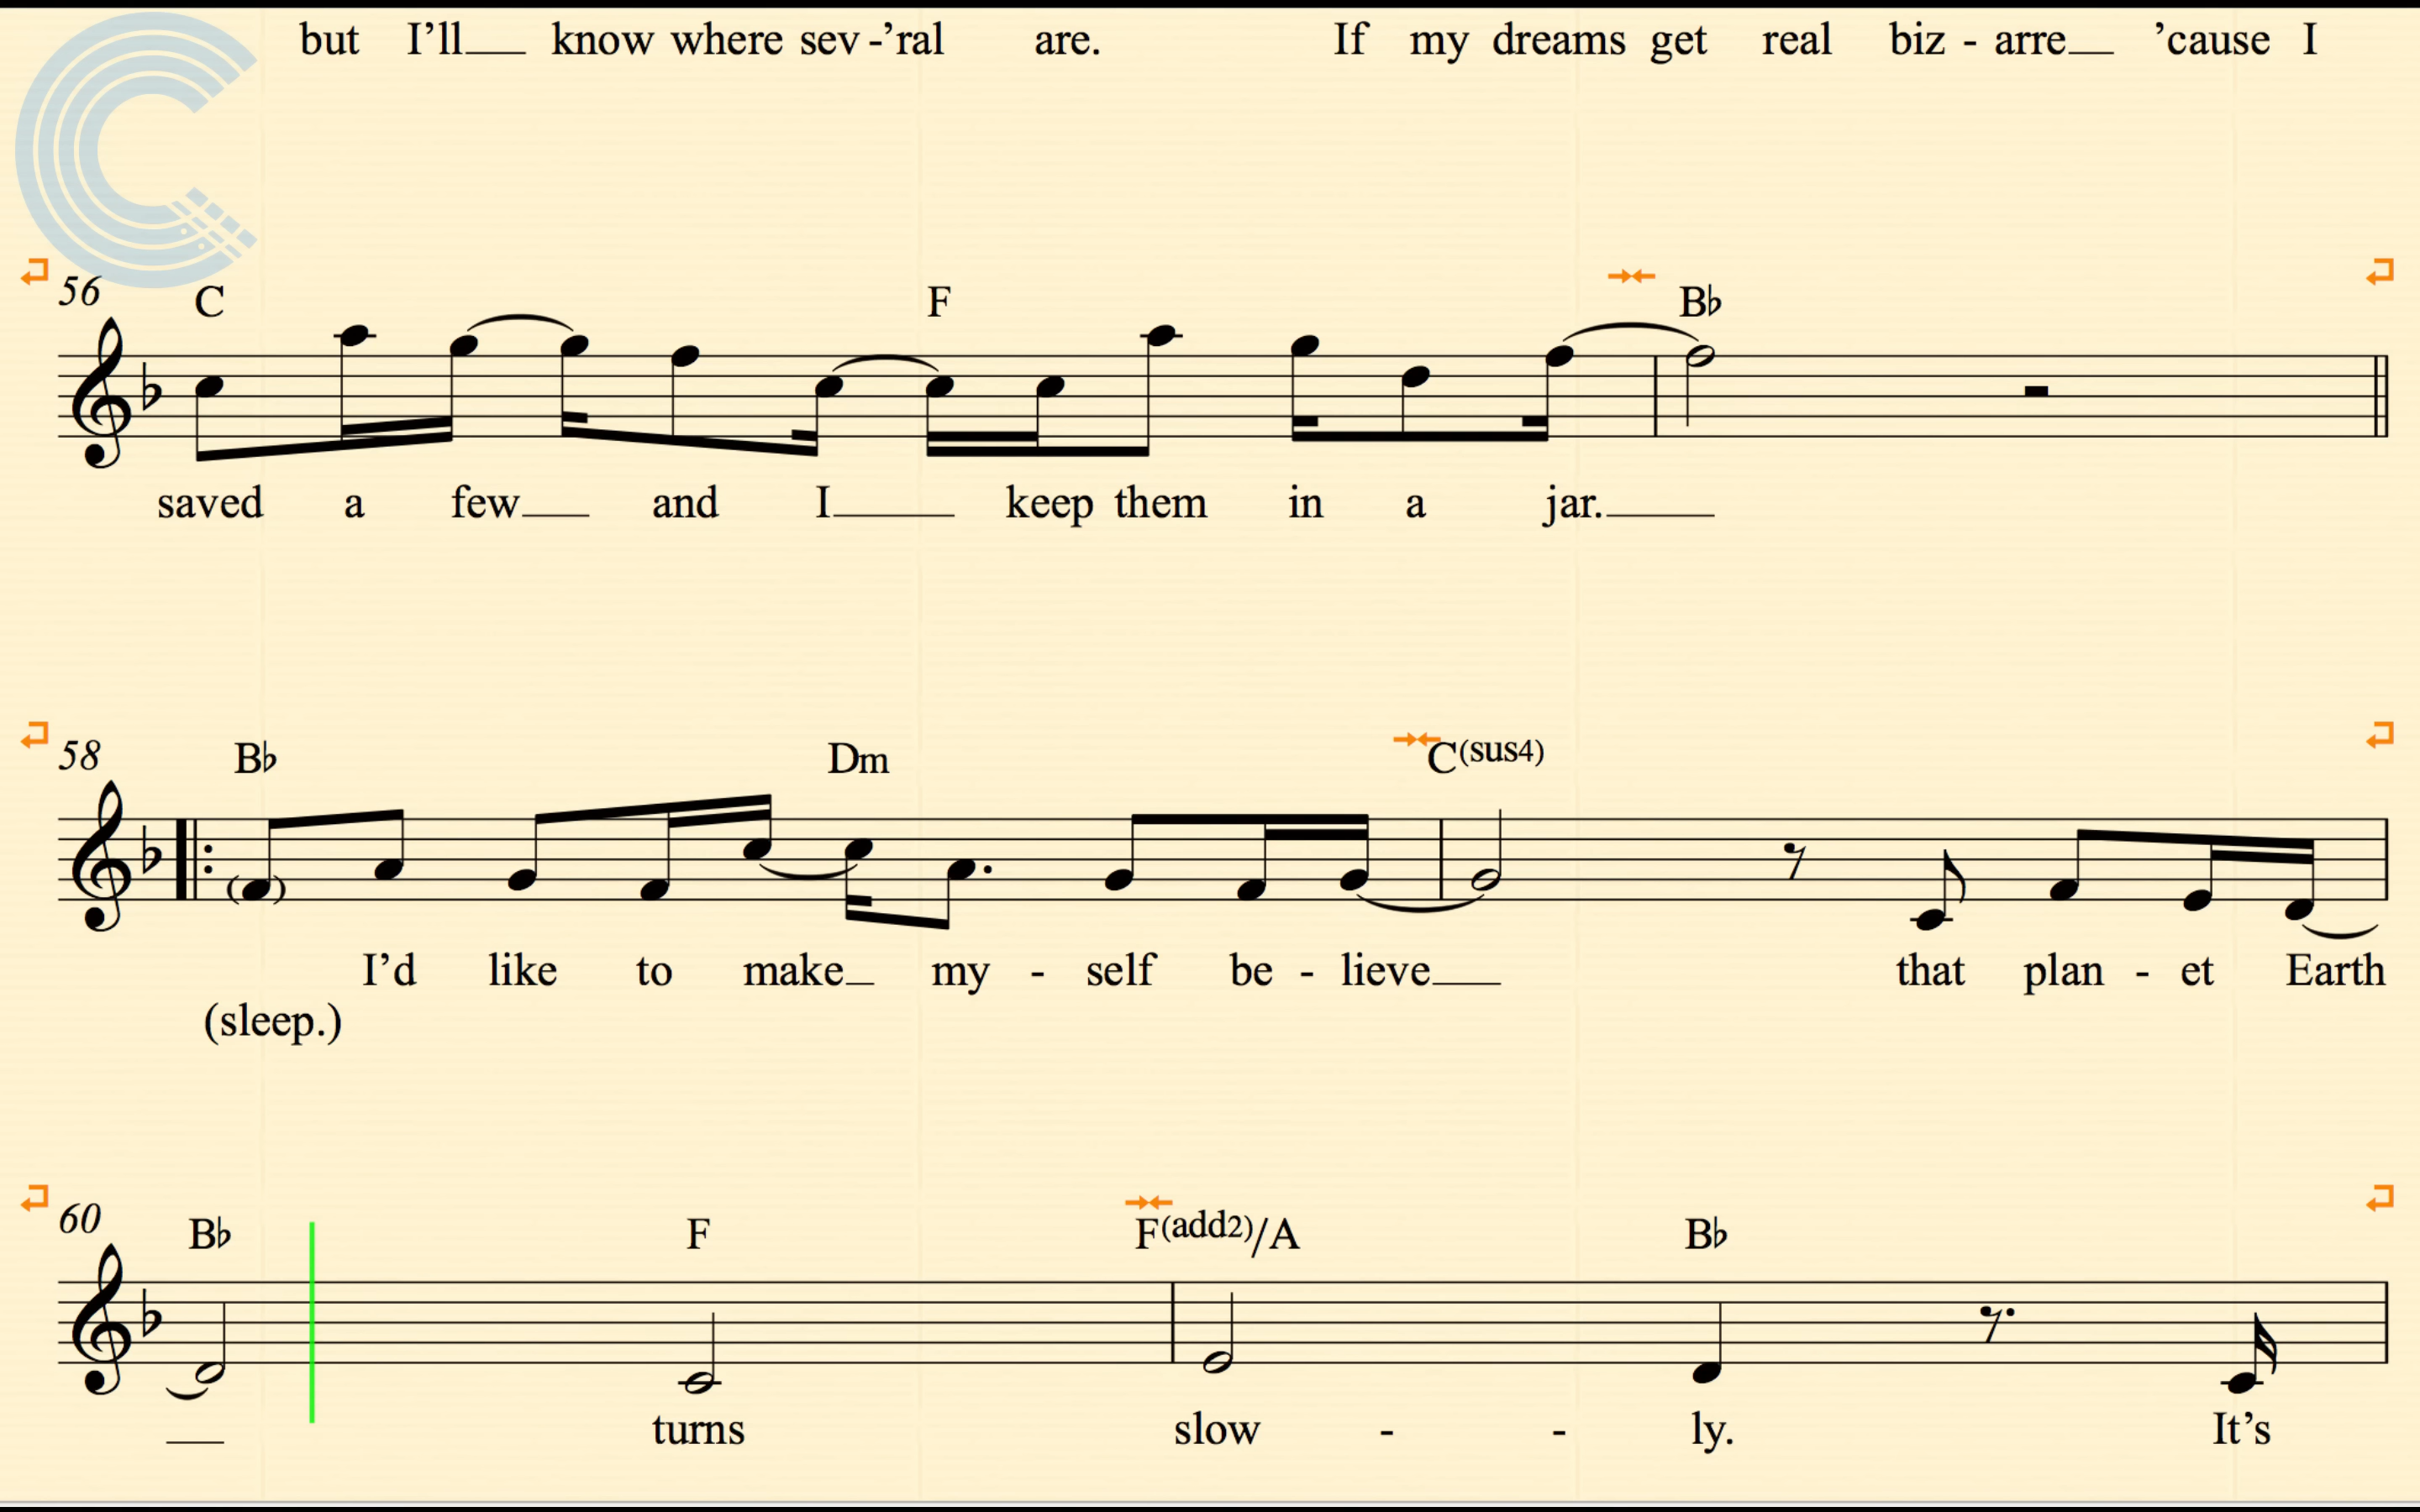 but I’ll know where sev-’ral are. If my dreams get real biz - arre ’cause I
56 C F B♭
saved a few and I keep them in a jar.
58 B♭ Dm C(sus4)
I’d like to make my - self be - lieve that plan - et Earth
(sleep.)
60 B♭ F F(add2)/A B♭
turns slow - - ly. It’s